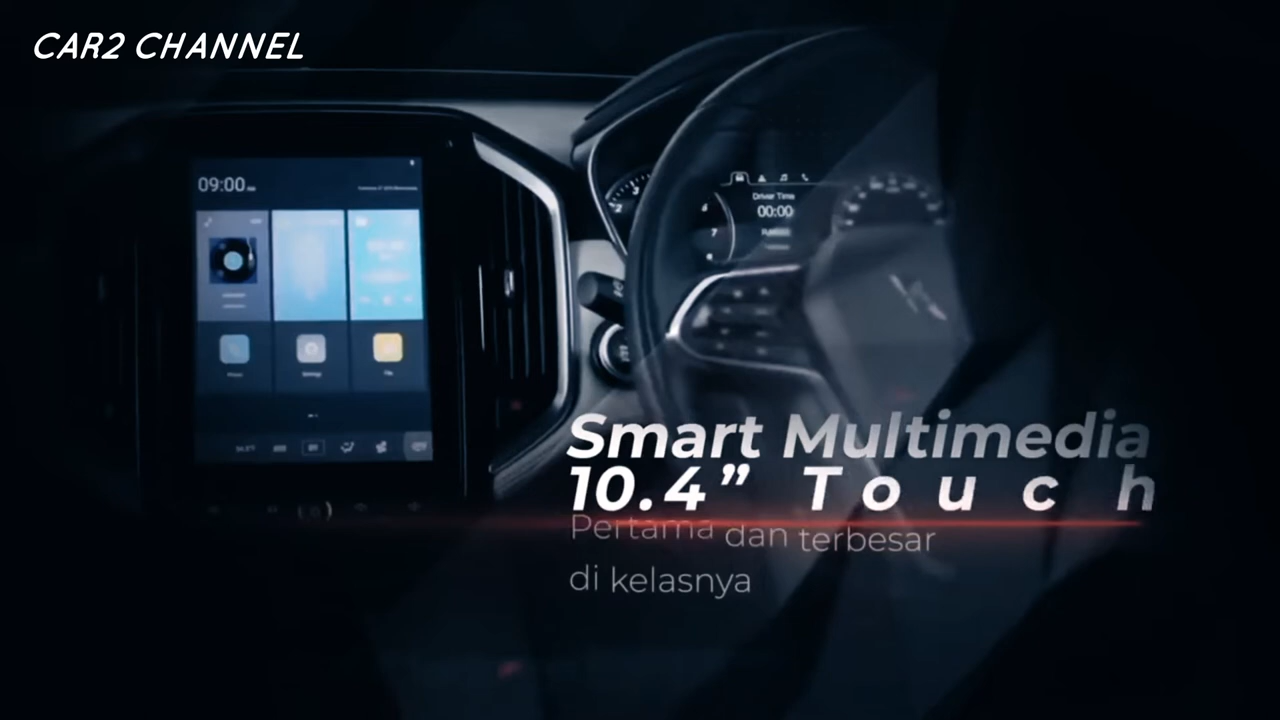 CAR2 CHANNEL
09:00
Driver Time
00:00
Smart Multimedia
10.4” Touch
Pertama dan terbesar
di kelasnya